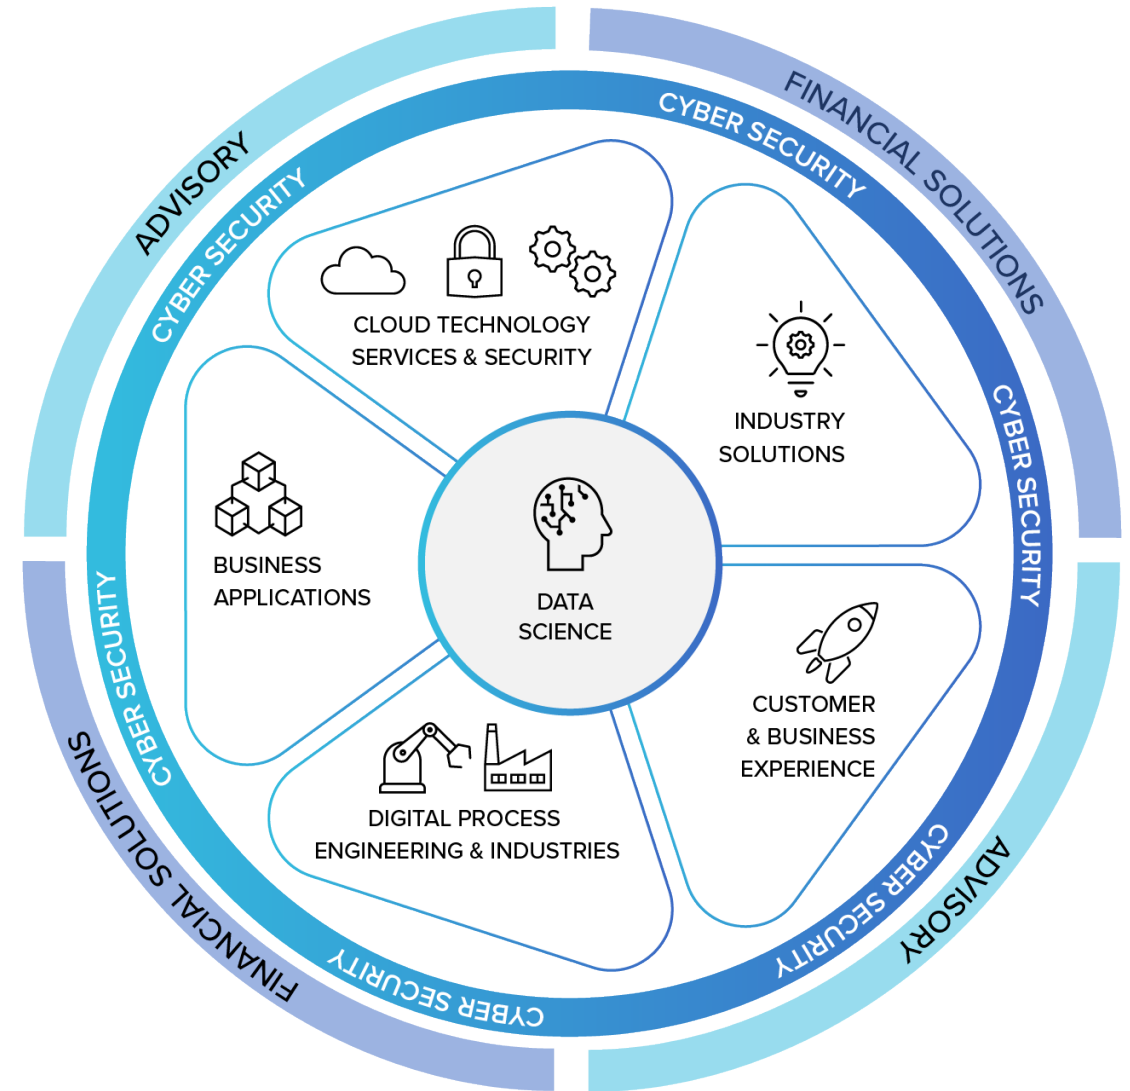 ADVISORY
FINANCIAL SOLUTIONS
CYBER SECURITY
CYBER SECURITY
CYBER SECURITY
CLOUD TECHNOLOGY
SERVICES & SECURITY
INDUSTRY
SOLUTIONS
BUSINESS
APPLICATIONS
DATA
SCIENCE
CUSTOMER
& BUSINESS
EXPERIENCE
DIGITAL PROCESS
ENGINEERING & INDUSTRIES
CYBER SECURITY
CYBER SECURITY
CYBER SECURITY
FINANCIAL SOLUTIONS
ADVISORY